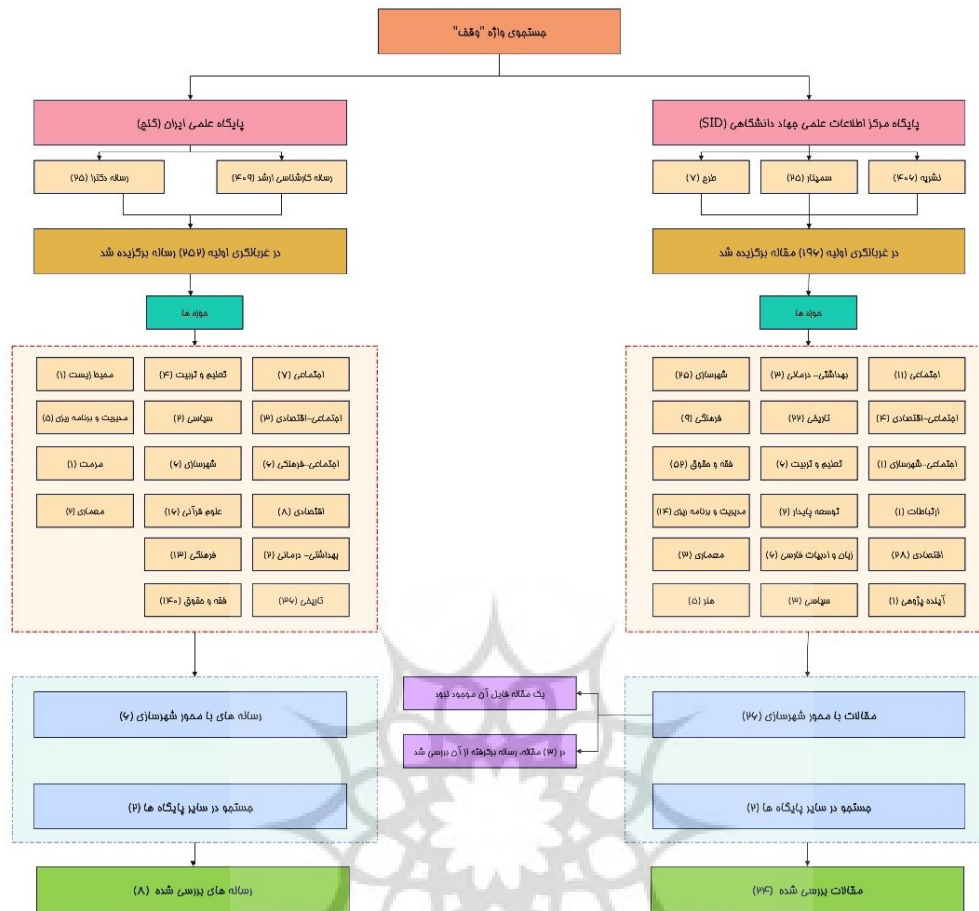 جستجوی واژه "وقف"
پایگاه مرکز اطلاعات علمی جهاد دانشگاهی (SID)
نشریه (۴۰۶)
سمینار (۲۵)
طرح (۷)
در غربالگری اولیه (۱۹۶) مقاله برگزیده شد
حوزه ها
اجتماعی (۱۱)
بهداشتی- درمانی (۳)
شهرسازی (۲۵)
اجتماعی-اقتصادی (۴)
تاریخی (۲۲)
فرهنگی (۹)
اجتماعی-شهرسازی (۱)
تعلیم و تربیت (۶)
فقه و حقوق (۵۲)
ارتباطات (۱)
توسعه پایدار (۲)
مدیریت و برنامه ریزی (۱۴)
اقتصادی (۲۸)
زبان و ادبیات فارسی (۶)
معماری (۳)
آینده پژوهی (۱)
سیاسی (۳)
هنر (۵)
مقالات با محور شهرسازی (۲۶)
یک مقاله فایل آن موجود نبود
در (۳) مقاله، رساله برگرفته از آن بررسی شد
جستجو در سایر پایگاه ها (۲)
مقالات بررسی شده (۲۴)
پایگاه علمی ایران (گنج)
رساله کارشناسی ارشد (۴۰۹)
رساله دکترا (۲۵)
در غربالگری اولیه (۲۵۲) رساله برگزیده شد
حوزه ها
اجتماعی (۷)
تعلیم و تربیت (۴)
محیط زیست (۱)
اجتماعی-اقتصادی (۳)
سیاسی (۲)
مدیریت و برنامه ریزی (۵)
اجتماعی-فرهنگی (۶)
شهرسازی (۶)
مرمت (۱)
اقتصادی (۸)
علوم قرآنی (۱۶)
معماری (۲)
بهداشتی- درمانی (۲)
فرهنگی (۱۳)
تاریخی (۳۶)
فقه و حقوق (۱۴۰)
رساله های با محور شهرسازی (۶)
جستجو در سایر پایگاه ها (۲)
رساله های بررسی شده (۸)